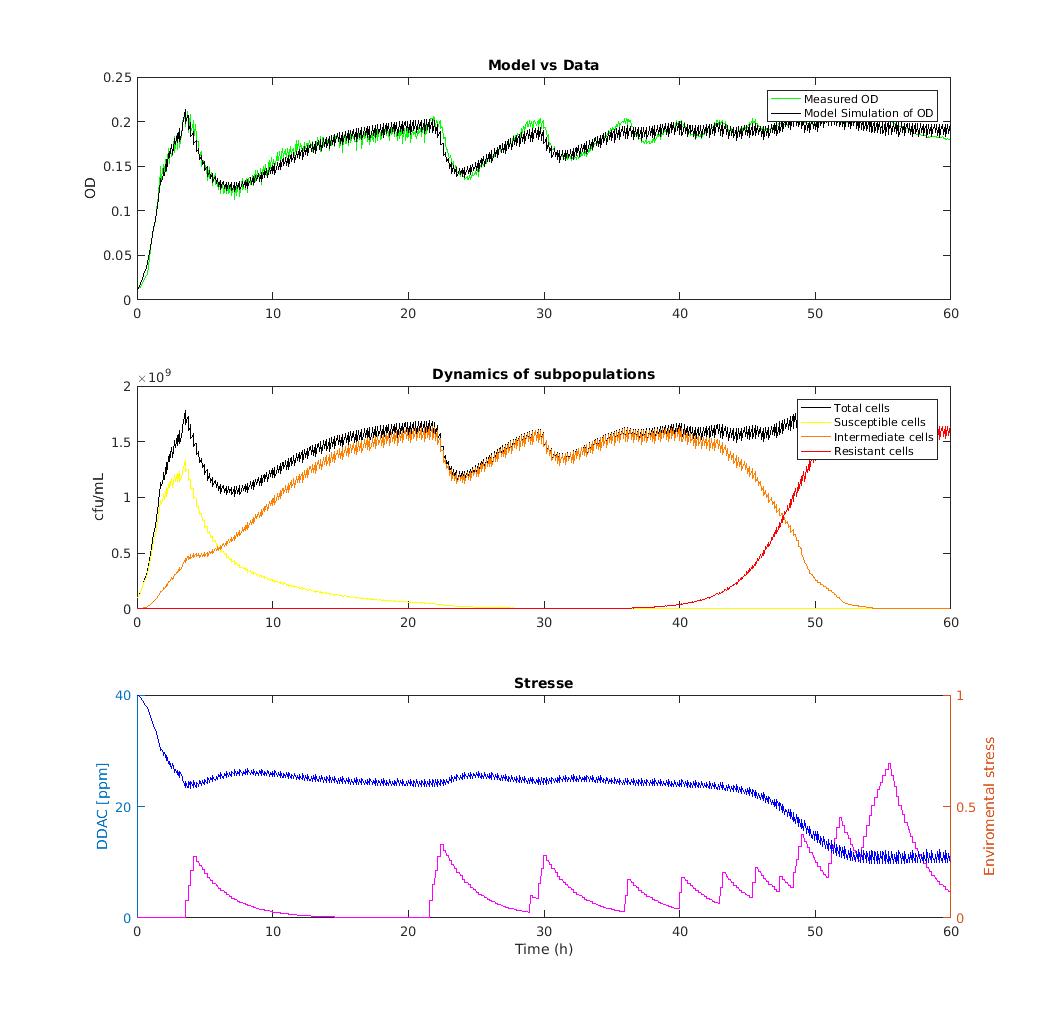 Model vs Data
0.25
0.2
0.15
0.1
0.05
0
OD
Measured OD
Model Simulation of OD
0 10 20 30 40 50 60
Dynamics of subpopulations
×10^9
2
1.5
1
0.5
0
cfu/mL
Total cells
Susceptible cells
Intermediate cells
Resistant cells
0 10 20 30 40 50 60
Stresse
40
20
0
DDAC [ppm]
1
0.5
0
Enviromental stress
0 10 20 30 40 50 60
Time (h)